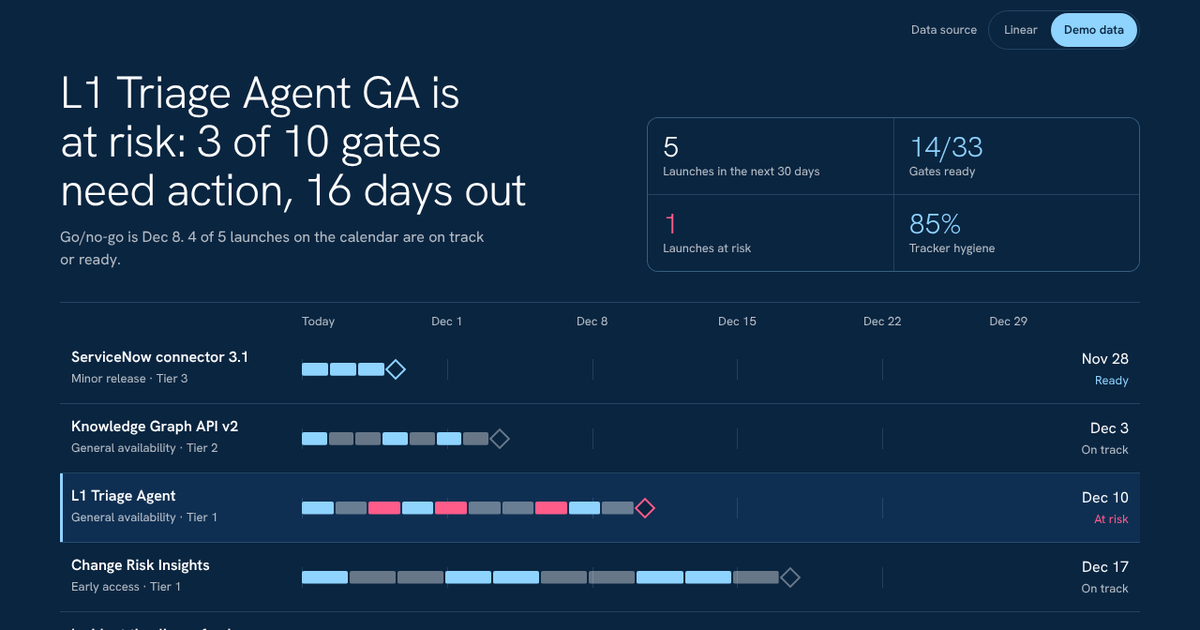 Data source
Linear
Demo data
L1 Triage Agent GA is
at risk: 3 of 10 gates
need action, 16 days out
Go/no-go is Dec 8. 4 of 5 launches on the calendar are on track
or ready.
5
Launches in the next 30 days
14/33
Gates ready
1
Launches at risk
85%
Tracker hygiene
Today
Dec 1
Dec 8
Dec 15
Dec 22
Dec 29
ServiceNow connector 3.1
Minor release · Tier 3
Nov 28
Ready
Knowledge Graph API v2
General availability · Tier 2
Dec 3
On track
L1 Triage Agent
General availability · Tier 1
Dec 10
At risk
Change Risk Insights
Early access · Tier 1
Dec 17
On track